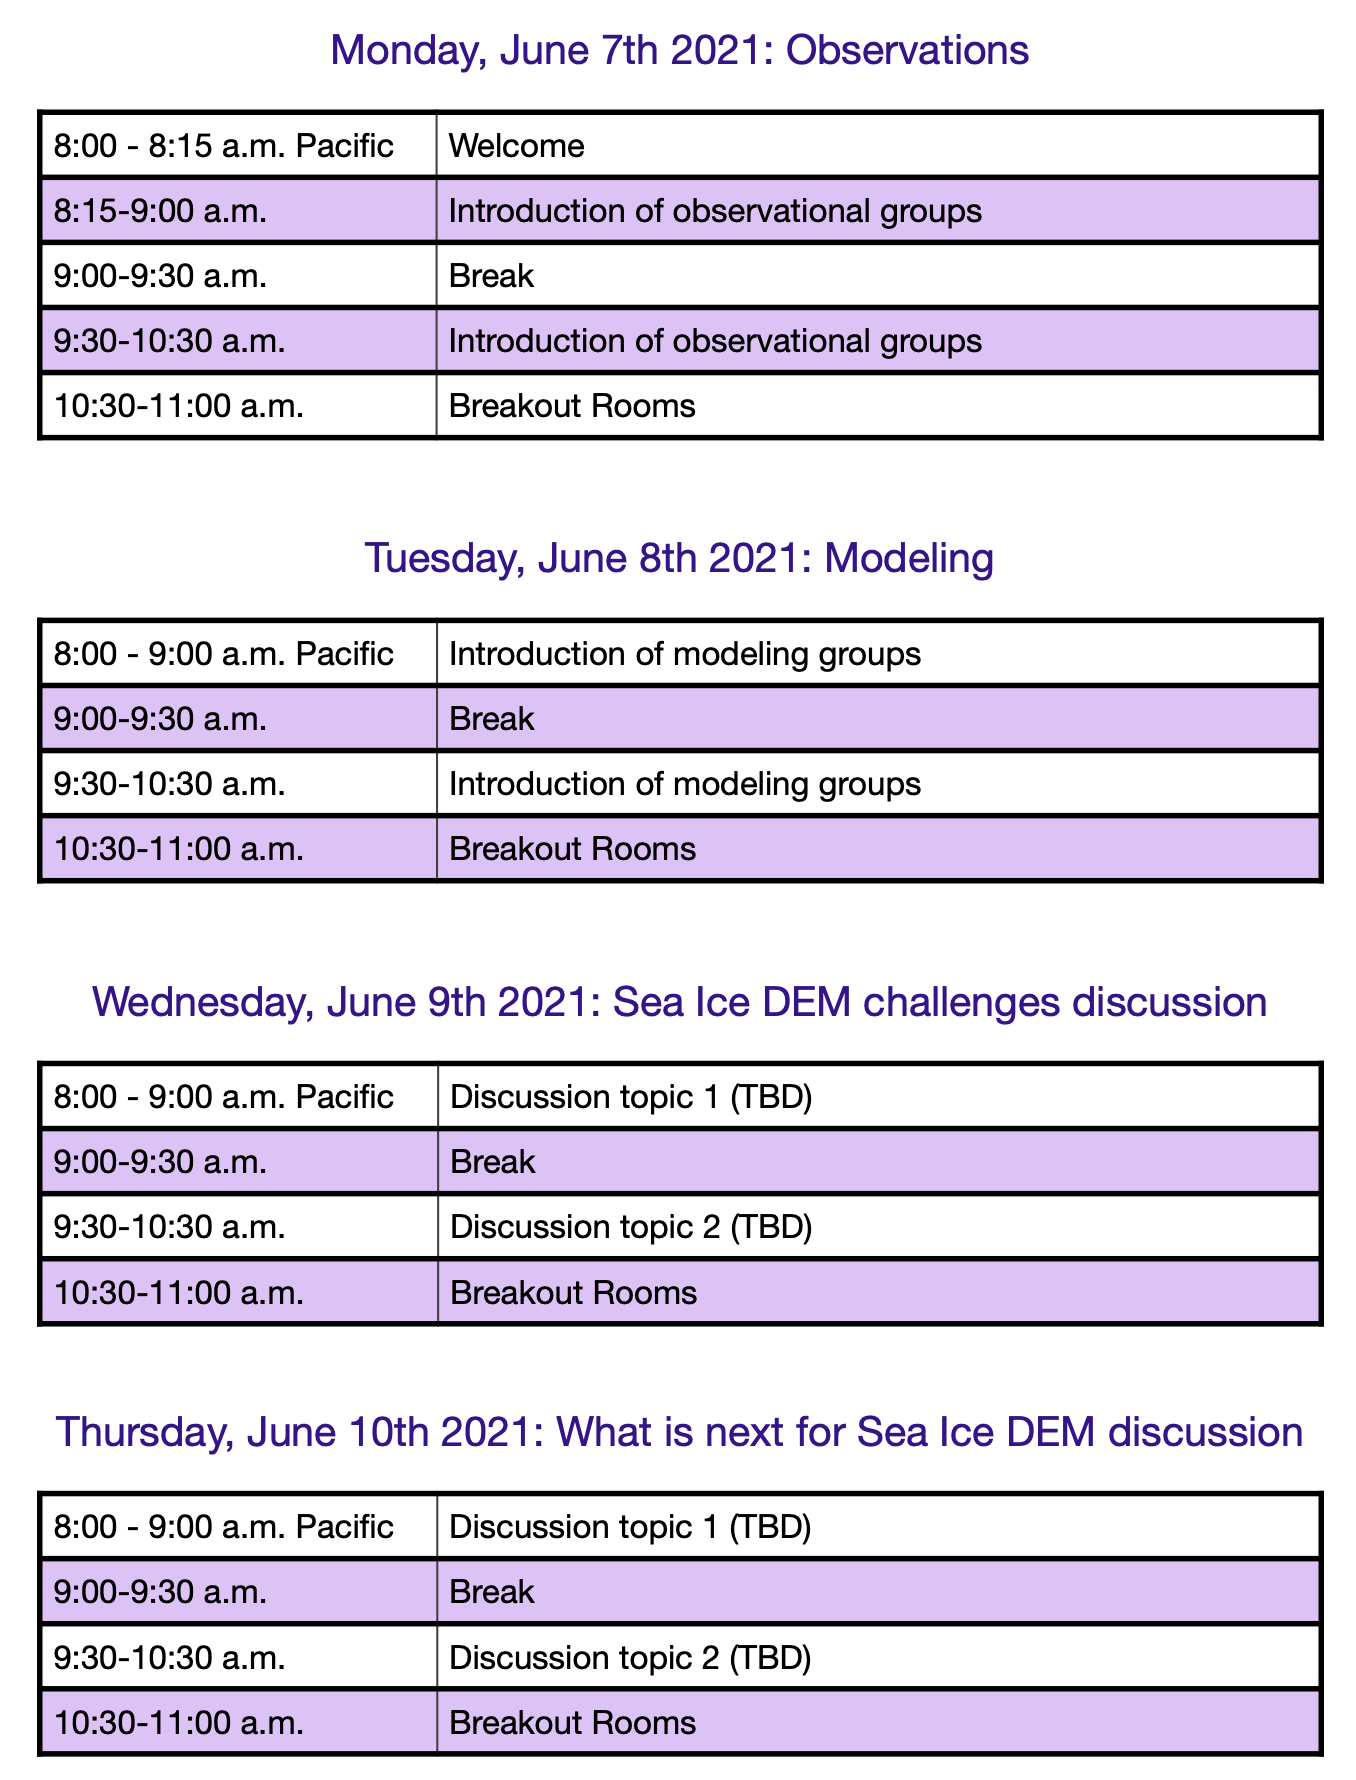 Monday, June 7th 2021: Observations
8:00 - 8:15 a.m. Pacific Welcome
8:15-9:00 a.m. Introduction of observational groups
9:00-9:30 a.m. Break
9:30-10:30 a.m. Introduction of observational groups
10:30-11:00 a.m. Breakout Rooms
Tuesday, June 8th 2021: Modeling
8:00 - 9:00 a.m. Pacific Introduction of modeling groups
9:00-9:30 a.m. Break
9:30-10:30 a.m. Introduction of modeling groups
10:30-11:00 a.m. Breakout Rooms
Wednesday, June 9th 2021: Sea Ice DEM challenges discussion
8:00 - 9:00 a.m. Pacific Discussion topic 1 (TBD)
9:00-9:30 a.m. Break
9:30-10:30 a.m. Discussion topic 2 (TBD)
10:30-11:00 a.m. Breakout Rooms
Thursday, June 10th 2021: What is next for Sea Ice DEM discussion
8:00 - 9:00 a.m. Pacific Discussion topic 1 (TBD)
9:00-9:30 a.m. Break
9:30-10:30 a.m. Discussion topic 2 (TBD)
10:30-11:00 a.m. Breakout Rooms